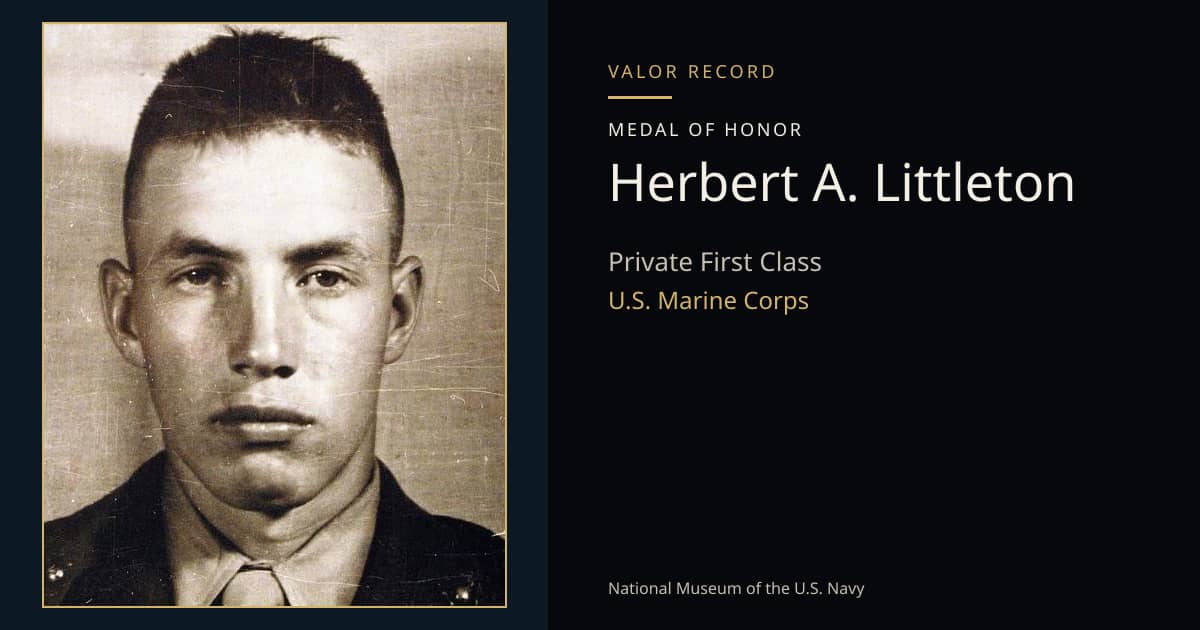 VALOR RECORD
MEDAL OF HONOR
Herbert A. Littleton
Private First Class
U.S. Marine Corps
National Museum of the U.S. Navy